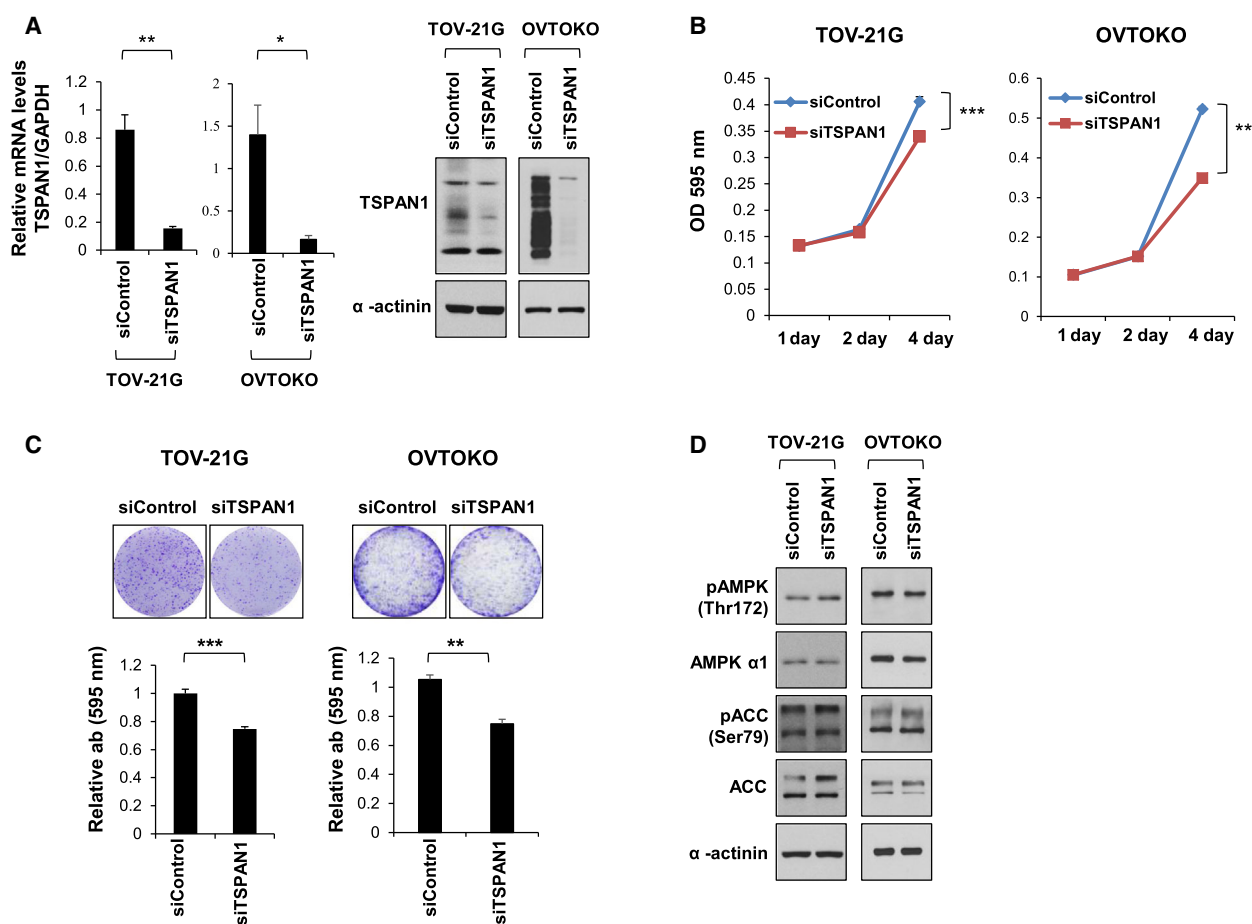 A
Relative mRNA levels
TSPAN1/GAPDH
**
1.2
1
0.8
0.6
0.4
0.2
0
siControl
siTSPAN1
TOV-21G
*
2
1.5
1
0.5
0
siControl
siTSPAN1
OVTOKO
TOV-21G
OVTOKO
siControl
siTSPAN1
siControl
siTSPAN1
TSPAN1
α -actinin
B
TOV-21G
OD 595 nm
0.45
0.4
0.35
0.3
0.25
0.2
0.15
0.1
0.05
0
siControl
siTSPAN1
***
1 day
2 day
4 day
OVTOKO
0.6
0.5
0.4
0.3
0.2
0.1
0
siControl
siTSPAN1
**
1 day
2 day
4 day
C
TOV-21G
siControl
siTSPAN1
Relative ab (595 nm)
***
1.2
1
0.8
0.6
0.4
0.2
0
siControl
siTSPAN1
OVTOKO
siControl
siTSPAN1
Relative ab (595 nm)
**
1.2
1
0.8
0.6
0.4
0.2
0
siControl
siTSPAN1
D
TOV-21G
OVTOKO
siControl
siTSPAN1
siControl
siTSPAN1
pAMPK
(Thr172)
AMPK α1
pACC
(Ser79)
ACC
α -actinin